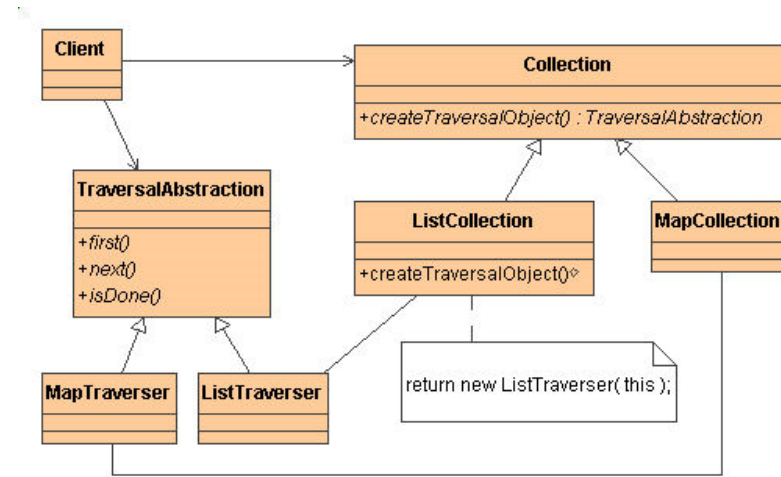 Client
Collection
+createTraversalObject() : TraversalAbstraction
TraversalAbstraction
+first()
+next()
+isDone()
ListCollection
+createTraversalObject()
MapCollection
MapTraverser
ListTraverser
return new ListTraverser( this );